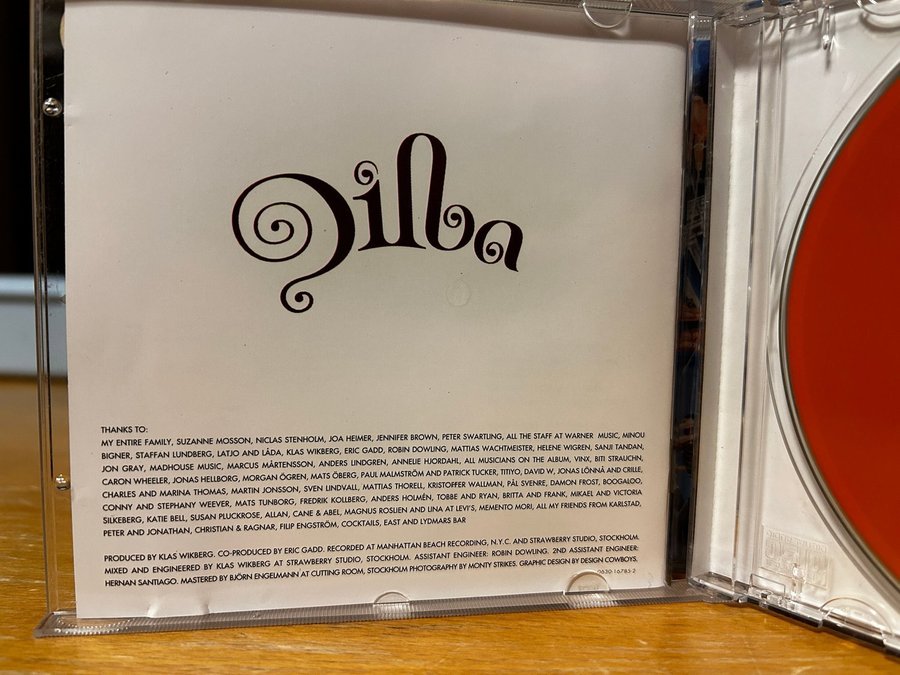 Dilba
THANKS TO:
MY ENTIRE FAMILY, SUZANNE MOSSON, NICLAS STENHOLM, JOA HEIMER, JENNIFER BROWN, PETER SWARTLING, ALL THE STAFF AT WARNER MUSIC, MINOU
BIGNER, STAFFAN LUNDBERG, LATJO AND LÅDA, KLAS WIKBERG, ERIC GADD, ROBIN DOWLING, MATTIAS WACHTMEISTER, HELENE WIGREN, SANJI TANDAN,
JON GRAY, MADHOUSE MUSIC, MARCUS MÅRTENSSON, ANDERS LINDGREN, ANNELIE HJORDAHL, ALL MUSICIANS ON THE ALBUM, VINX, BITI STRAUCHN,
CARON WHEELER, JONAS HELLBORG, MORGAN ÖGREN, MATS ÖBERG, PAUL MALMSTRÖM AND PATRICK TUCKER, TITIYO, DAVID W, JONAS LÖNNÅ AND CRILLE,
CHARLES AND MARINA THOMAS, MARTIN JONSSON, SVEN LINDVALL, MATTIAS THORELL, KRISTOFFER WALLMAN, PÅL SVENRE, DAMON FROST, BOOGALOO,
CONNY AND STEPHANY WEEVER, MATS TUNBORG, FREDRIK KOLLBERG, ANDERS HOLMÉN, TOBBE AND RYAN, BRITTA AND FRANK, MIKAEL AND VICTORIA
SILKEBERG, KATIE BELL, SUSAN PLUCKROSE, ALLAN, CANE & ABEL, MAGNUS ROSLIEN AND LINA AT LEVI'S, MEMENTO MORI, ALL MY FRIENDS FROM KARLSTAD,
PETER AND JONATHAN, CHRISTIAN & RAGNAR, FILIP ENGSTRÖM, COCKTAILS, EAST AND LYDMARS BAR
PRODUCED BY KLAS WIKBERG. CO-PRODUCED BY ERIC GADD. RECORDED AT MANHATTAN BEACH RECORDING, N.Y.C. AND STRAWBERRY STUDIO, STOCKHOLM.
MIXED AND ENGINEERED BY KLAS WIKBERG AT STRAWBERRY STUDIO, STOCKHOLM. ASSISTANT ENGINEER: ROBIN DOWLING. 2ND ASSISTENT ENGINEER:
HERNAN SANTIAGO. MASTERED BY BJÖRN ENGELMANN AT CUTTING ROOM, STOCKHOLM PHOTOGRAPHY BY MONTY STRIKES. GRAPHIC DESIGN BY DESIGN COWBOYS.
0630-16785-2